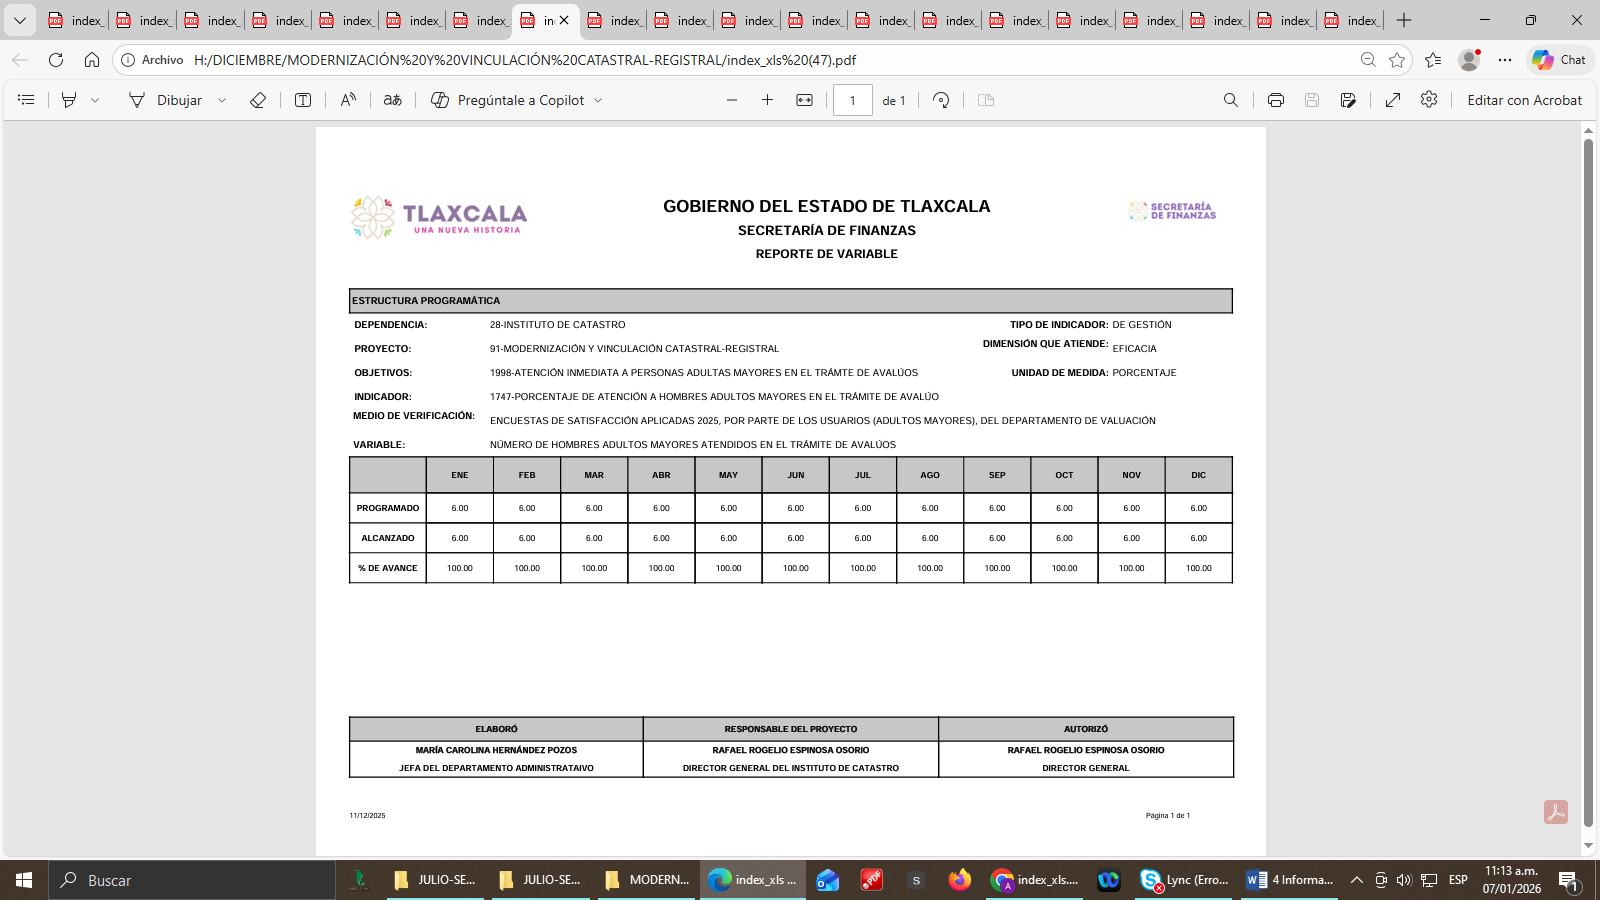 index_ index_ index_ index_ index_ index_ index_ in index_ index_ index_ index_ index_ index_ index_ index_ index_ index_ index_ index_
Archivo H:/DICIEMBRE/MODERNIZACIÓN%20Y%20VINCULACIÓN%20CATASTRAL-REGISTRAL/index_xls%20(47).pdf Chat
Dibujar Pregúntale a Copilot 1 de 1 Editar con Acrobat
TLAXCALA
UNA NUEVA HISTORIA
GOBIERNO DEL ESTADO DE TLAXCALA
SECRETARÍA DE FINANZAS
REPORTE DE VARIABLE
SECRETARÍA
DE FINANZAS
ESTRUCTURA PROGRAMÁTICA
DEPENDENCIA: 28-INSTITUTO DE CATASTRO TIPO DE INDICADOR: DE GESTIÓN
PROYECTO: 91-MODERNIZACIÓN Y VINCULACIÓN CATASTRAL-REGISTRAL DIMENSIÓN QUE ATIENDE: EFICACIA
OBJETIVOS: 1998-ATENCIÓN INMEDIATA A PERSONAS ADULTAS MAYORES EN EL TRÁMTE DE AVALÚOS UNIDAD DE MEDIDA: PORCENTAJE
INDICADOR: 1747-PORCENTAJE DE ATENCIÓN A HOMBRES ADULTOS MAYORES EN EL TRÁMITE DE AVALÚO
MEDIO DE VERIFICACIÓN: ENCUESTAS DE SATISFACCIÓN APLICADAS 2025, POR PARTE DE LOS USUARIOS (ADULTOS MAYORES), DEL DEPARTAMENTO DE VALUACIÓN
VARIABLE: NÚMERO DE HOMBRES ADULTOS MAYORES ATENDIDOS EN EL TRÁMITE DE AVALÚOS
ENE FEB MAR ABR MAY JUN JUL AGO SEP OCT NOV DIC
PROGRAMADO 6.00 6.00 6.00 6.00 6.00 6.00 6.00 6.00 6.00 6.00 6.00 6.00
ALCANZADO 6.00 6.00 6.00 6.00 6.00 6.00 6.00 6.00 6.00 6.00 6.00 6.00
% DE AVANCE 100.00 100.00 100.00 100.00 100.00 100.00 100.00 100.00 100.00 100.00 100.00 100.00
ELABORÓ RESPONSABLE DEL PROYECTO AUTORIZÓ
MARÍA CAROLINA HERNÁNDEZ POZOS RAFAEL ROGELIO ESPINOSA OSORIO RAFAEL ROGELIO ESPINOSA OSORIO
JEFA DEL DEPARTAMENTO ADMINISTRATAIVO DIRECTOR GENERAL DEL INSTITUTO DE CATASTRO DIRECTOR GENERAL
11/12/2025 Página 1 de 1
Buscar JULIO-SE... JULIO-SE... MODERN... index_xls ... index_xls.... Lync (Erro... 4 Informa... ESP 11:13 a.m.
07/01/2026 1